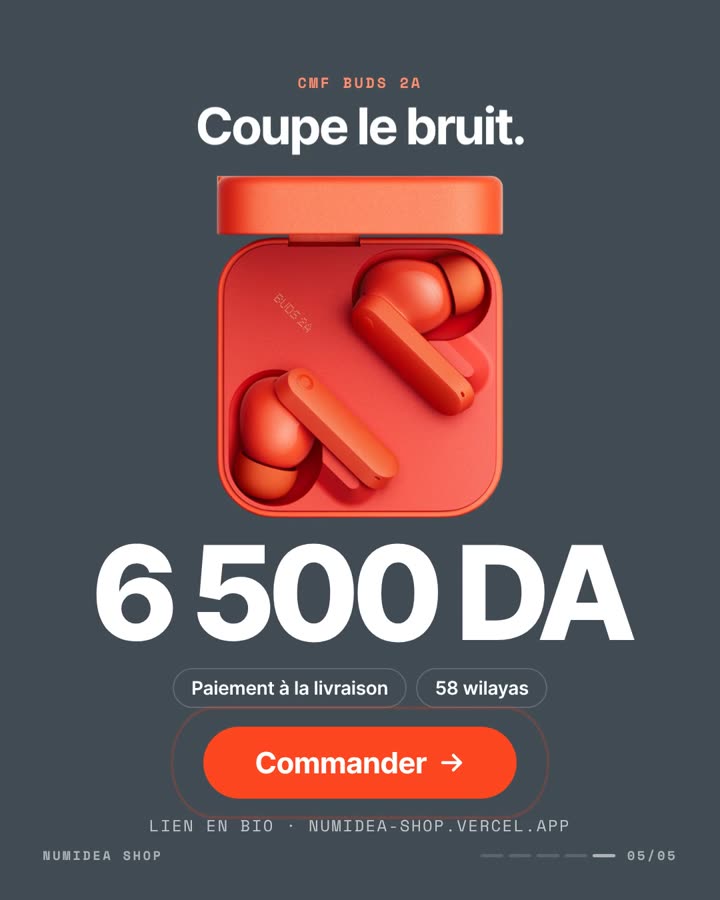 CMF BUDS 2A
Coupe le bruit.
BUDS 2A
6 500 DA
Paiement à la livraison
58 wilayas
Commander →
LIEN EN BIO · NUMIDEA-SHOP.VERCEL.APP
NUMIDEA SHOP
05/05